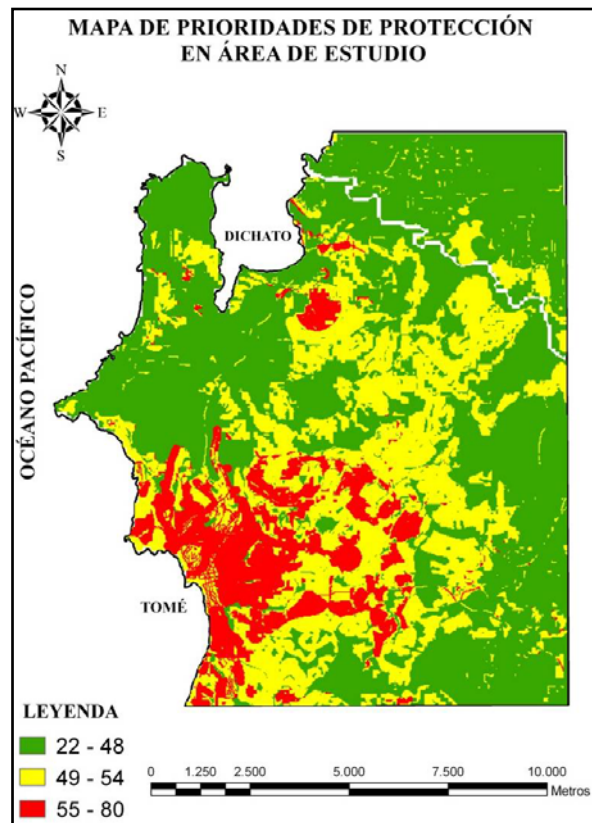 MAPA DE PRIORIDADES DE PROTECCIÓN
EN ÁREA DE ESTUDIO
N
W E
S
DICHATO
OCÉANO PACÍFICO
TOMÉ
LEYENDA
22 - 48
49 - 54
55 - 80
0 1.250 2.500 5.000 7.500 10.000
Metros